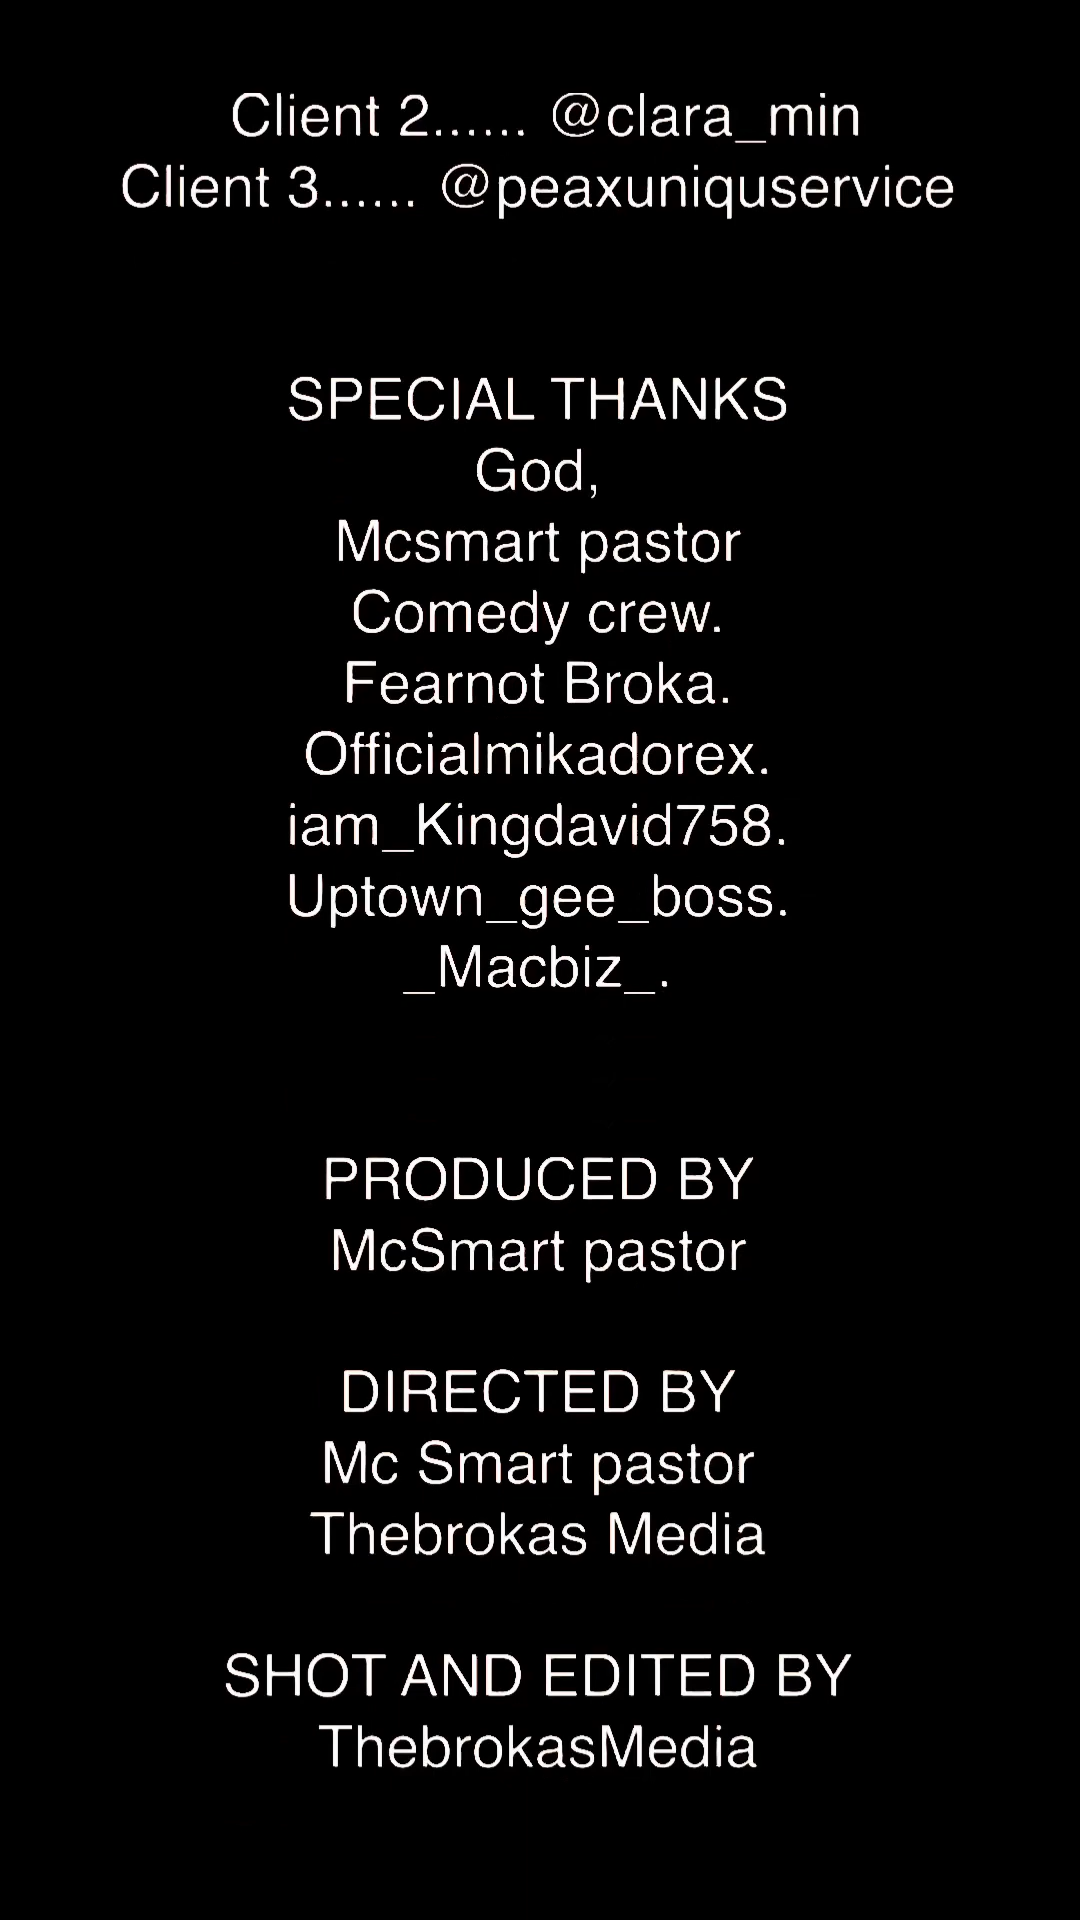 Client 2...... @clara_min
Client 3...... @peaxuniquservice
SPECIAL THANKS
God,
Mcsmart pastor
Comedy crew.
Fearnot Broka.
Officialmikadorex.
iam_Kingdavid758.
Uptown_gee_boss.
_Macbiz_.
PRODUCED BY
McSmart pastor
DIRECTED BY
Mc Smart pastor
Thebrokas Media
SHOT AND EDITED BY
ThebrokasMedia